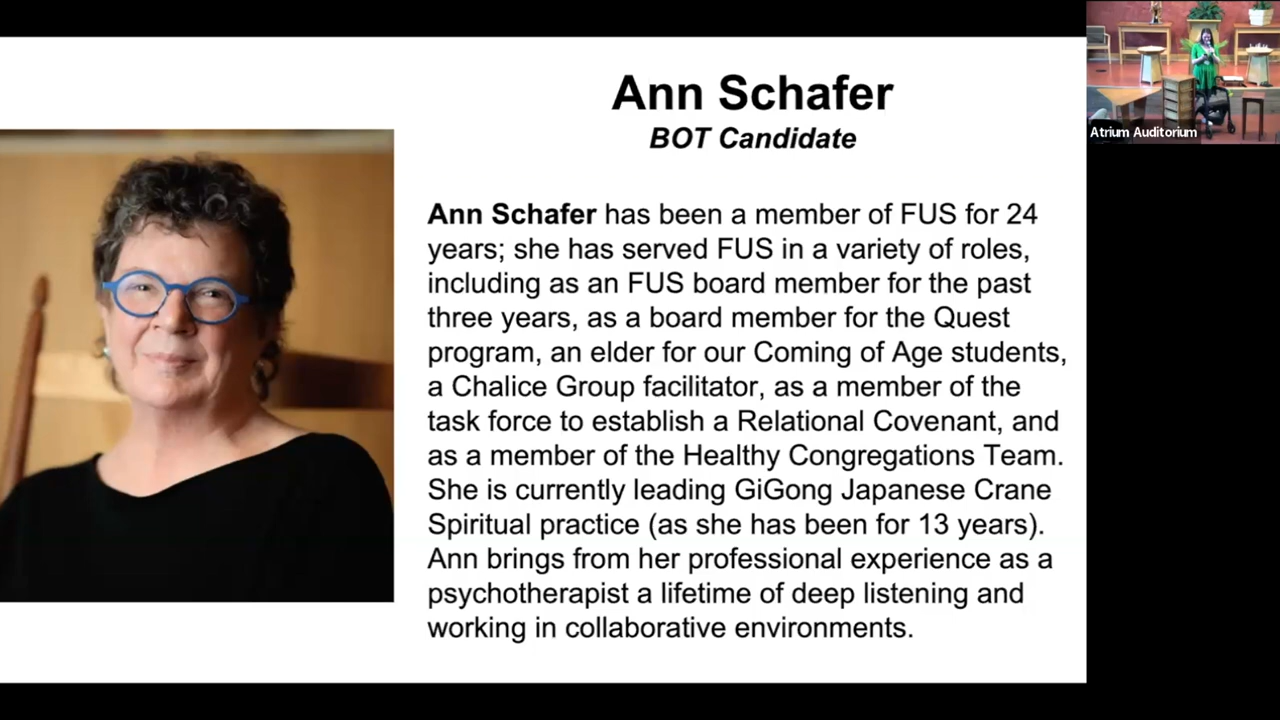 Ann Schafer
BOT Candidate
Ann Schafer has been a member of FUS for 24
years; she has served FUS in a variety of roles,
including as an FUS board member for the past
three years, as a board member for the Quest
program, an elder for our Coming of Age students,
a Chalice Group facilitator, as a member of the
task force to establish a Relational Covenant, and
as a member of the Healthy Congregations Team.
She is currently leading GiGong Japanese Crane
Spiritual practice (as she has been for 13 years).
Ann brings from her professional experience as a
psychotherapist a lifetime of deep listening and
working in collaborative environments.
Atrium Auditorium